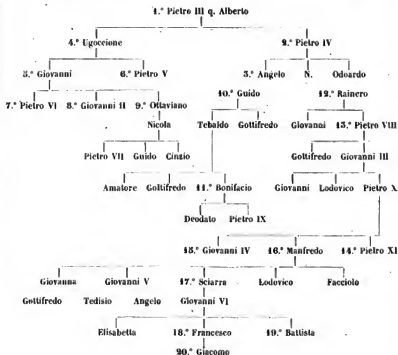 1.º Pietro III q. Alberto
4.º Ugoccione 2.º Pietro IV
5.º Giovanni 6.º Pietro V 3.º Angelo N. Odoardo
10.º Guido 12.º Rainero
7.º Pietro VI 8.º Giovanni II 9.º Ottaviano
Nicola Tebaldo Gottifredo Giovanni 13.º Pietro VIII
Pietro VII Guido Cinzio Gottifredo Giovanni III
Amatore Gottifredo 11.º Bonifacio Giovanni Lodovico Pietro X
Deodato Pietro IX
15.º Giovanni IV 16.º Manfredo 14.º Pietro XI
Giovanna Giovanni V 17.º Sciarra Lodovico Facciolo
Gottifredo Tedisio Angelo Giovanni VI
Elisabetta 18.º Francesco 19.º Battista
20.º Giacomo